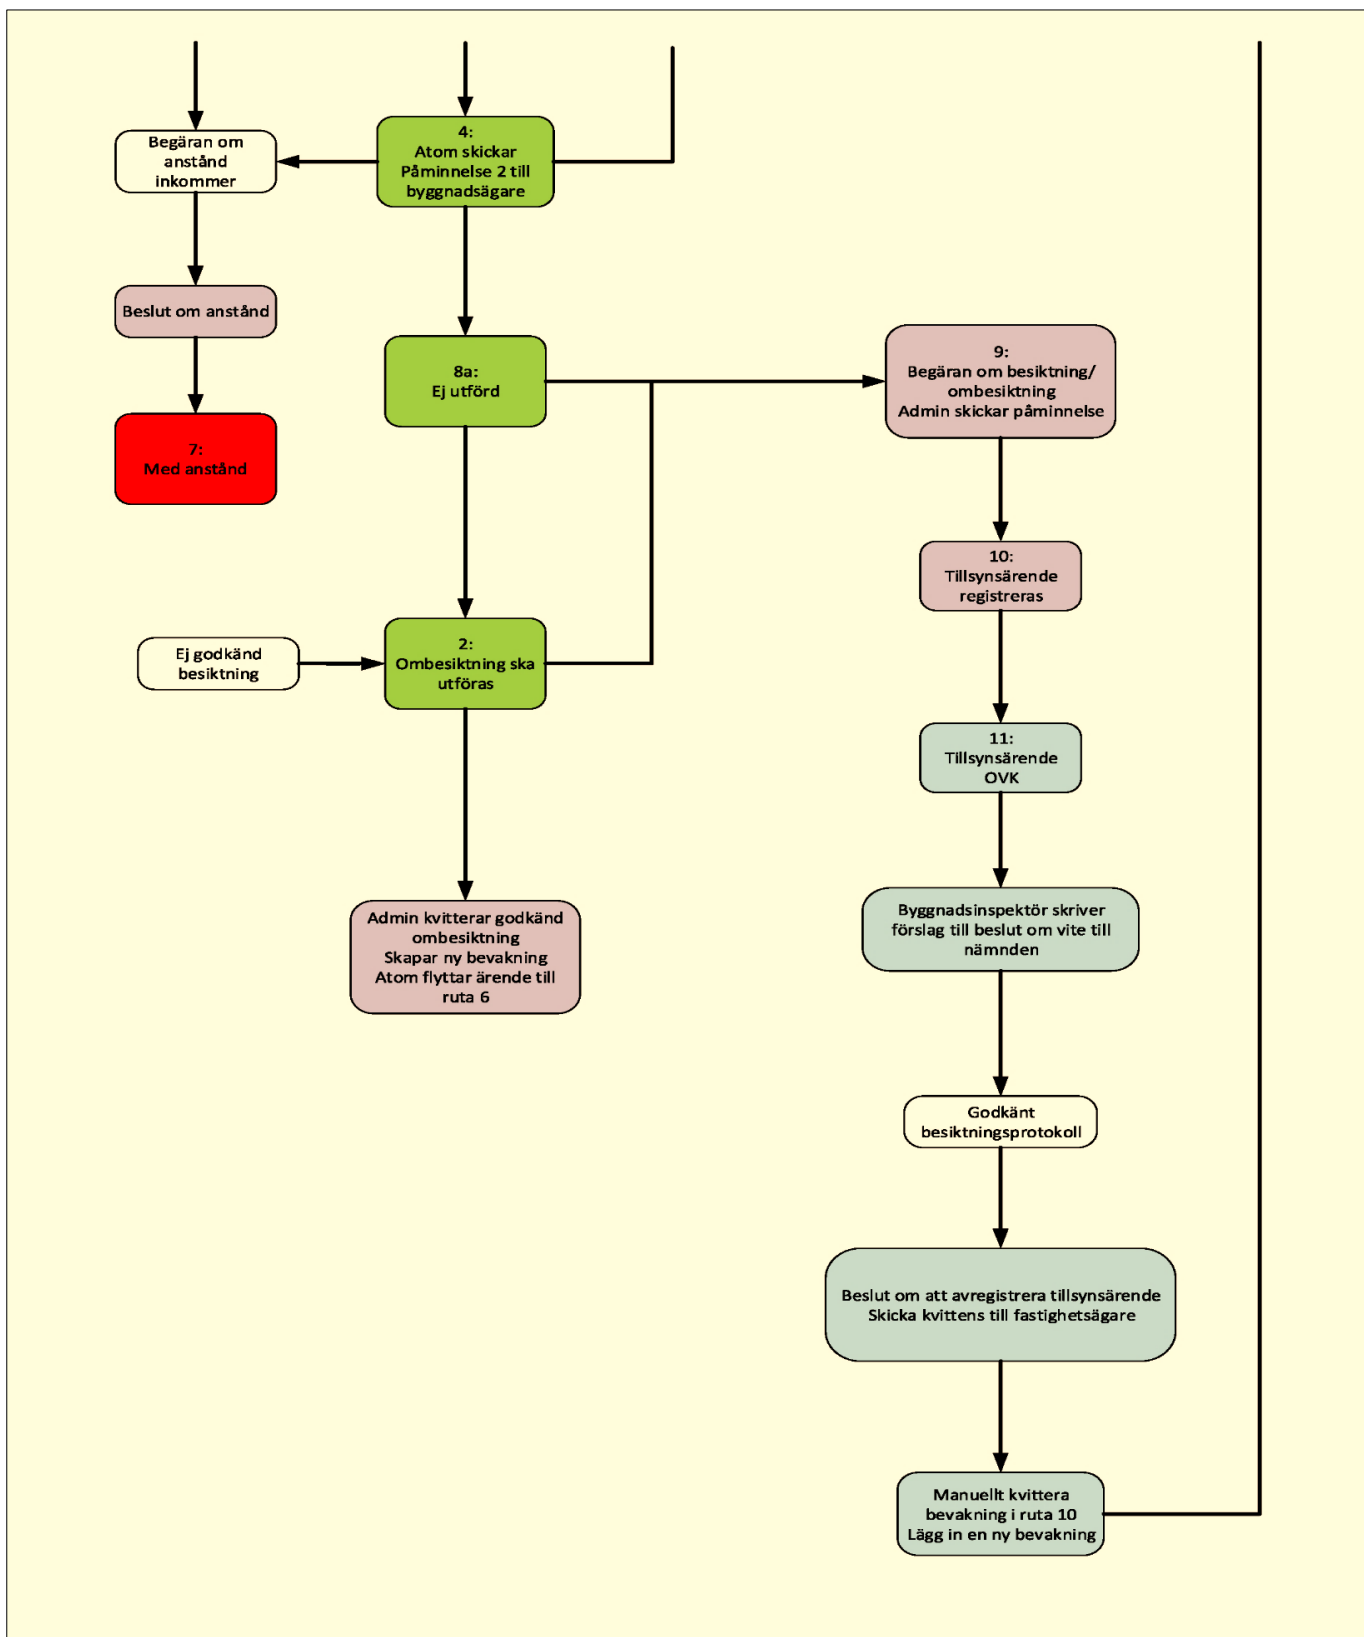 Begäran om
anstånd
inkommer
4:
Atom skickar
Påminnelse 2 till
byggnadsägare
Beslut om anstånd
8a:
Ej utförd
9:
Begäran om besiktning/
ombesiktning
Admin skickar påminnelse
7:
Med anstånd
10:
Tillsynsärende
registreras
Ej godkänd
besiktning
2:
Ombesiktning ska
utföras
11:
Tillsynsärende
OVK
Admin kvitterar godkänd
ombesiktning
Skapar ny bevakning
Atom flyttar ärende till
ruta 6
Byggnadsinspektör skriver
förslag till beslut om vite till
nämnden
Godkänt
besiktningsprotokoll
Beslut om att avregistrera tillsynsärende
Skicka kvittens till fastighetsägare
Manuellt kvittera
bevakning i ruta 10
Lägg in en ny bevakning